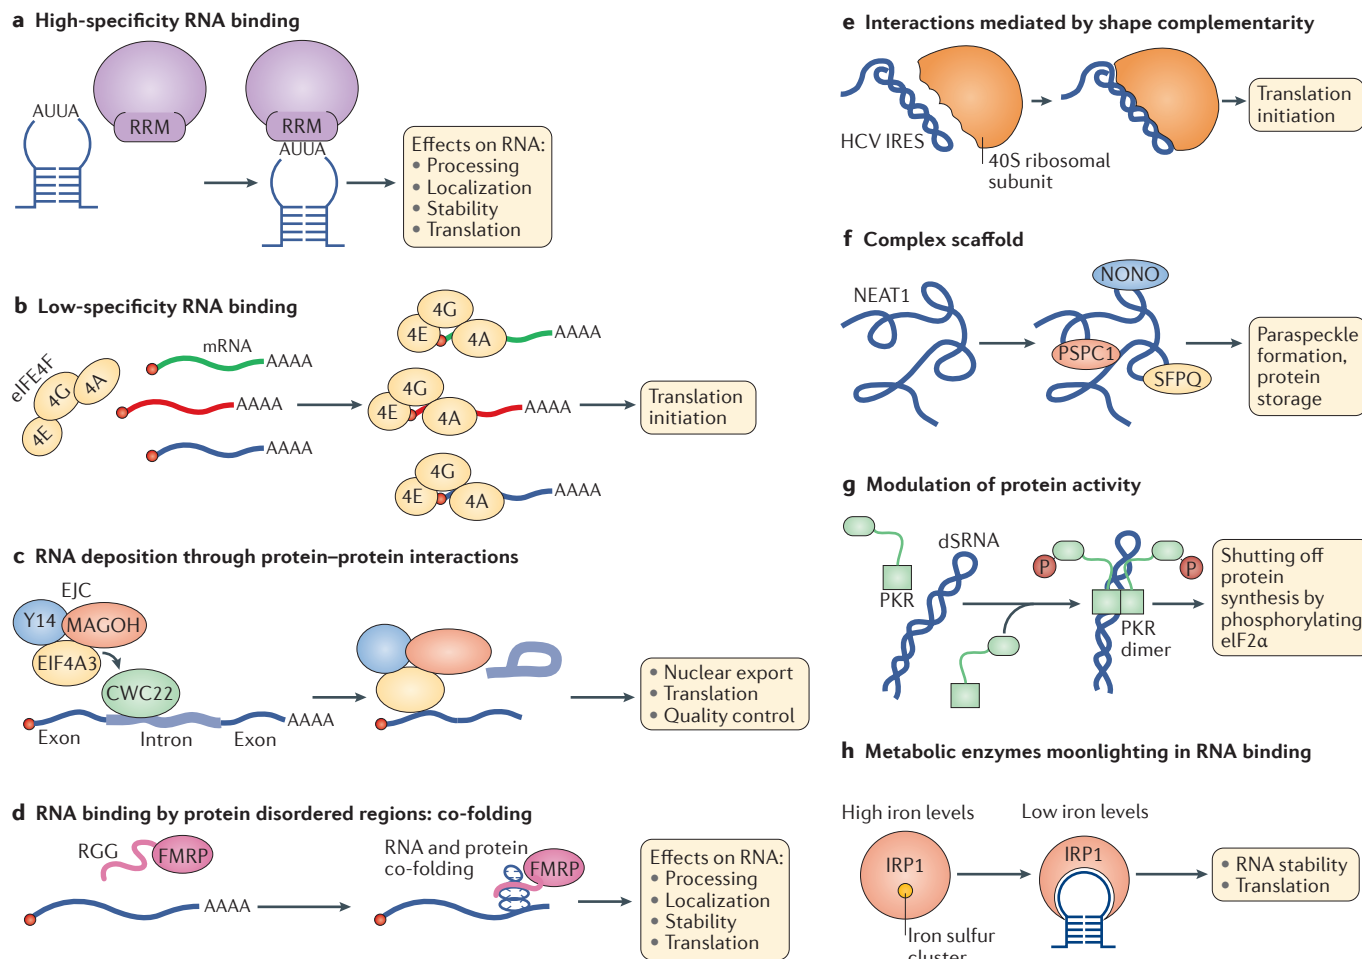 a High-specificity RNA binding
AUUA
RRM
RRM
AUUA
Effects on RNA:
• Processing
• Localization
• Stability
• Translation
b Low-specificity RNA binding
eIFE4F
4G
4A
4E
mRNA
AAAA
AAAA
AAAA
4G
4E
4A
AAAA
4G
4E
4A
AAAA
4G
4E
4A
AAAA
Translation
initiation
c RNA deposition through protein–protein interactions
EJC
Y14
MAGOH
EIF4A3
CWC22
AAAA
Exon
Intron
Exon
• Nuclear export
• Translation
• Quality control
d RNA binding by protein disordered regions: co-folding
RGG
FMRP
AAAA
RNA and protein
co-folding
FMRP
Effects on RNA:
• Processing
• Localization
• Stability
• Translation
e Interactions mediated by shape complementarity
HCV IRES
40S ribosomal
subunit
Translation
initiation
f Complex scaffold
NEAT1
NONO
PSPC1
SFPQ
Paraspeckle
formation,
protein
storage
g Modulation of protein activity
PKR
dSRNA
P
P
PKR
dimer
Shutting off
protein
synthesis by
phosphorylating
eIF2α
h Metabolic enzymes moonlighting in RNA binding
High iron levels
IRP1
Iron sulfur
cluster
Low iron levels
IRP1
• RNA stability
• Translation